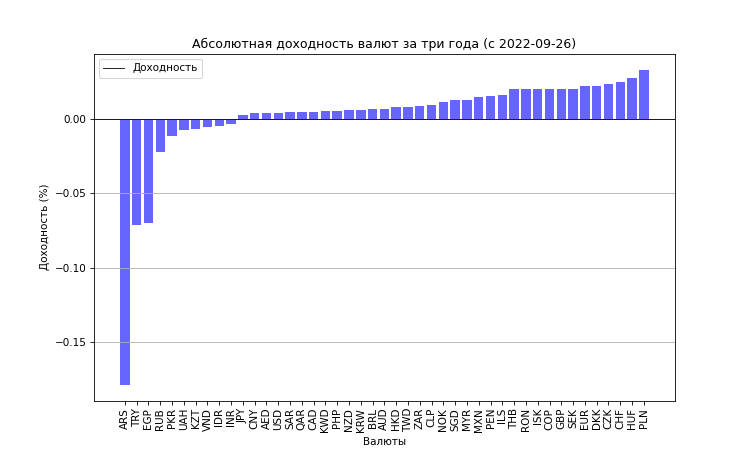 Абсолютная доходность валют за три года (с 2022-09-26)
Доходность
0.00
−0.05
−0.10
−0.15
Доходность (%)
ARS TRY EGP RUB PKR UAH KZT VND IDR INR JPY CNY AED USD SAR QAR CAD KWD PHP NZD KRW BRL AUD HKD TWD ZAR CLP NOK SGD MYR MXN PEN ILS THB RON ISK COP GBP SEK EUR DKK CZK CHF HUF PLN
Валюты